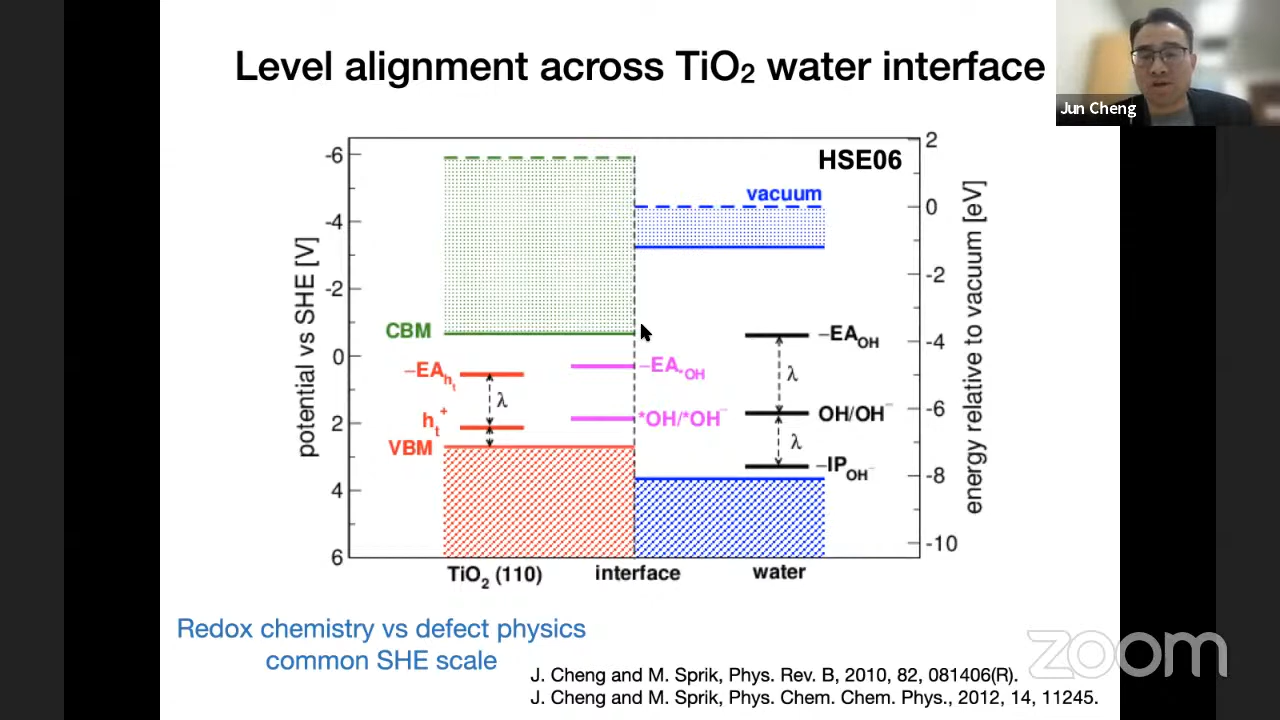 Level alignment across TiO₂ water interface
Jun Cheng
HSE06
potential vs SHE [V]
-6
-4
-2
0
2
4
6
energy relative to vacuum [eV]
2
0
-2
-4
-6
-8
-10
vacuum
CBM
−EA_OH
−EA_h_t
−EA_*OH
λ
λ
h_t⁺
*OH/*OH⁻
OH/OH⁻
VBM
λ
−IP_OH⁻
TiO₂ (110)
interface
water
Redox chemistry vs defect physics
common SHE scale
zoom
J. Cheng and M. Sprik, Phys. Rev. B, 2010, 82, 081406(R).
J. Cheng and M. Sprik, Phys. Chem. Chem. Phys., 2012, 14, 11245.